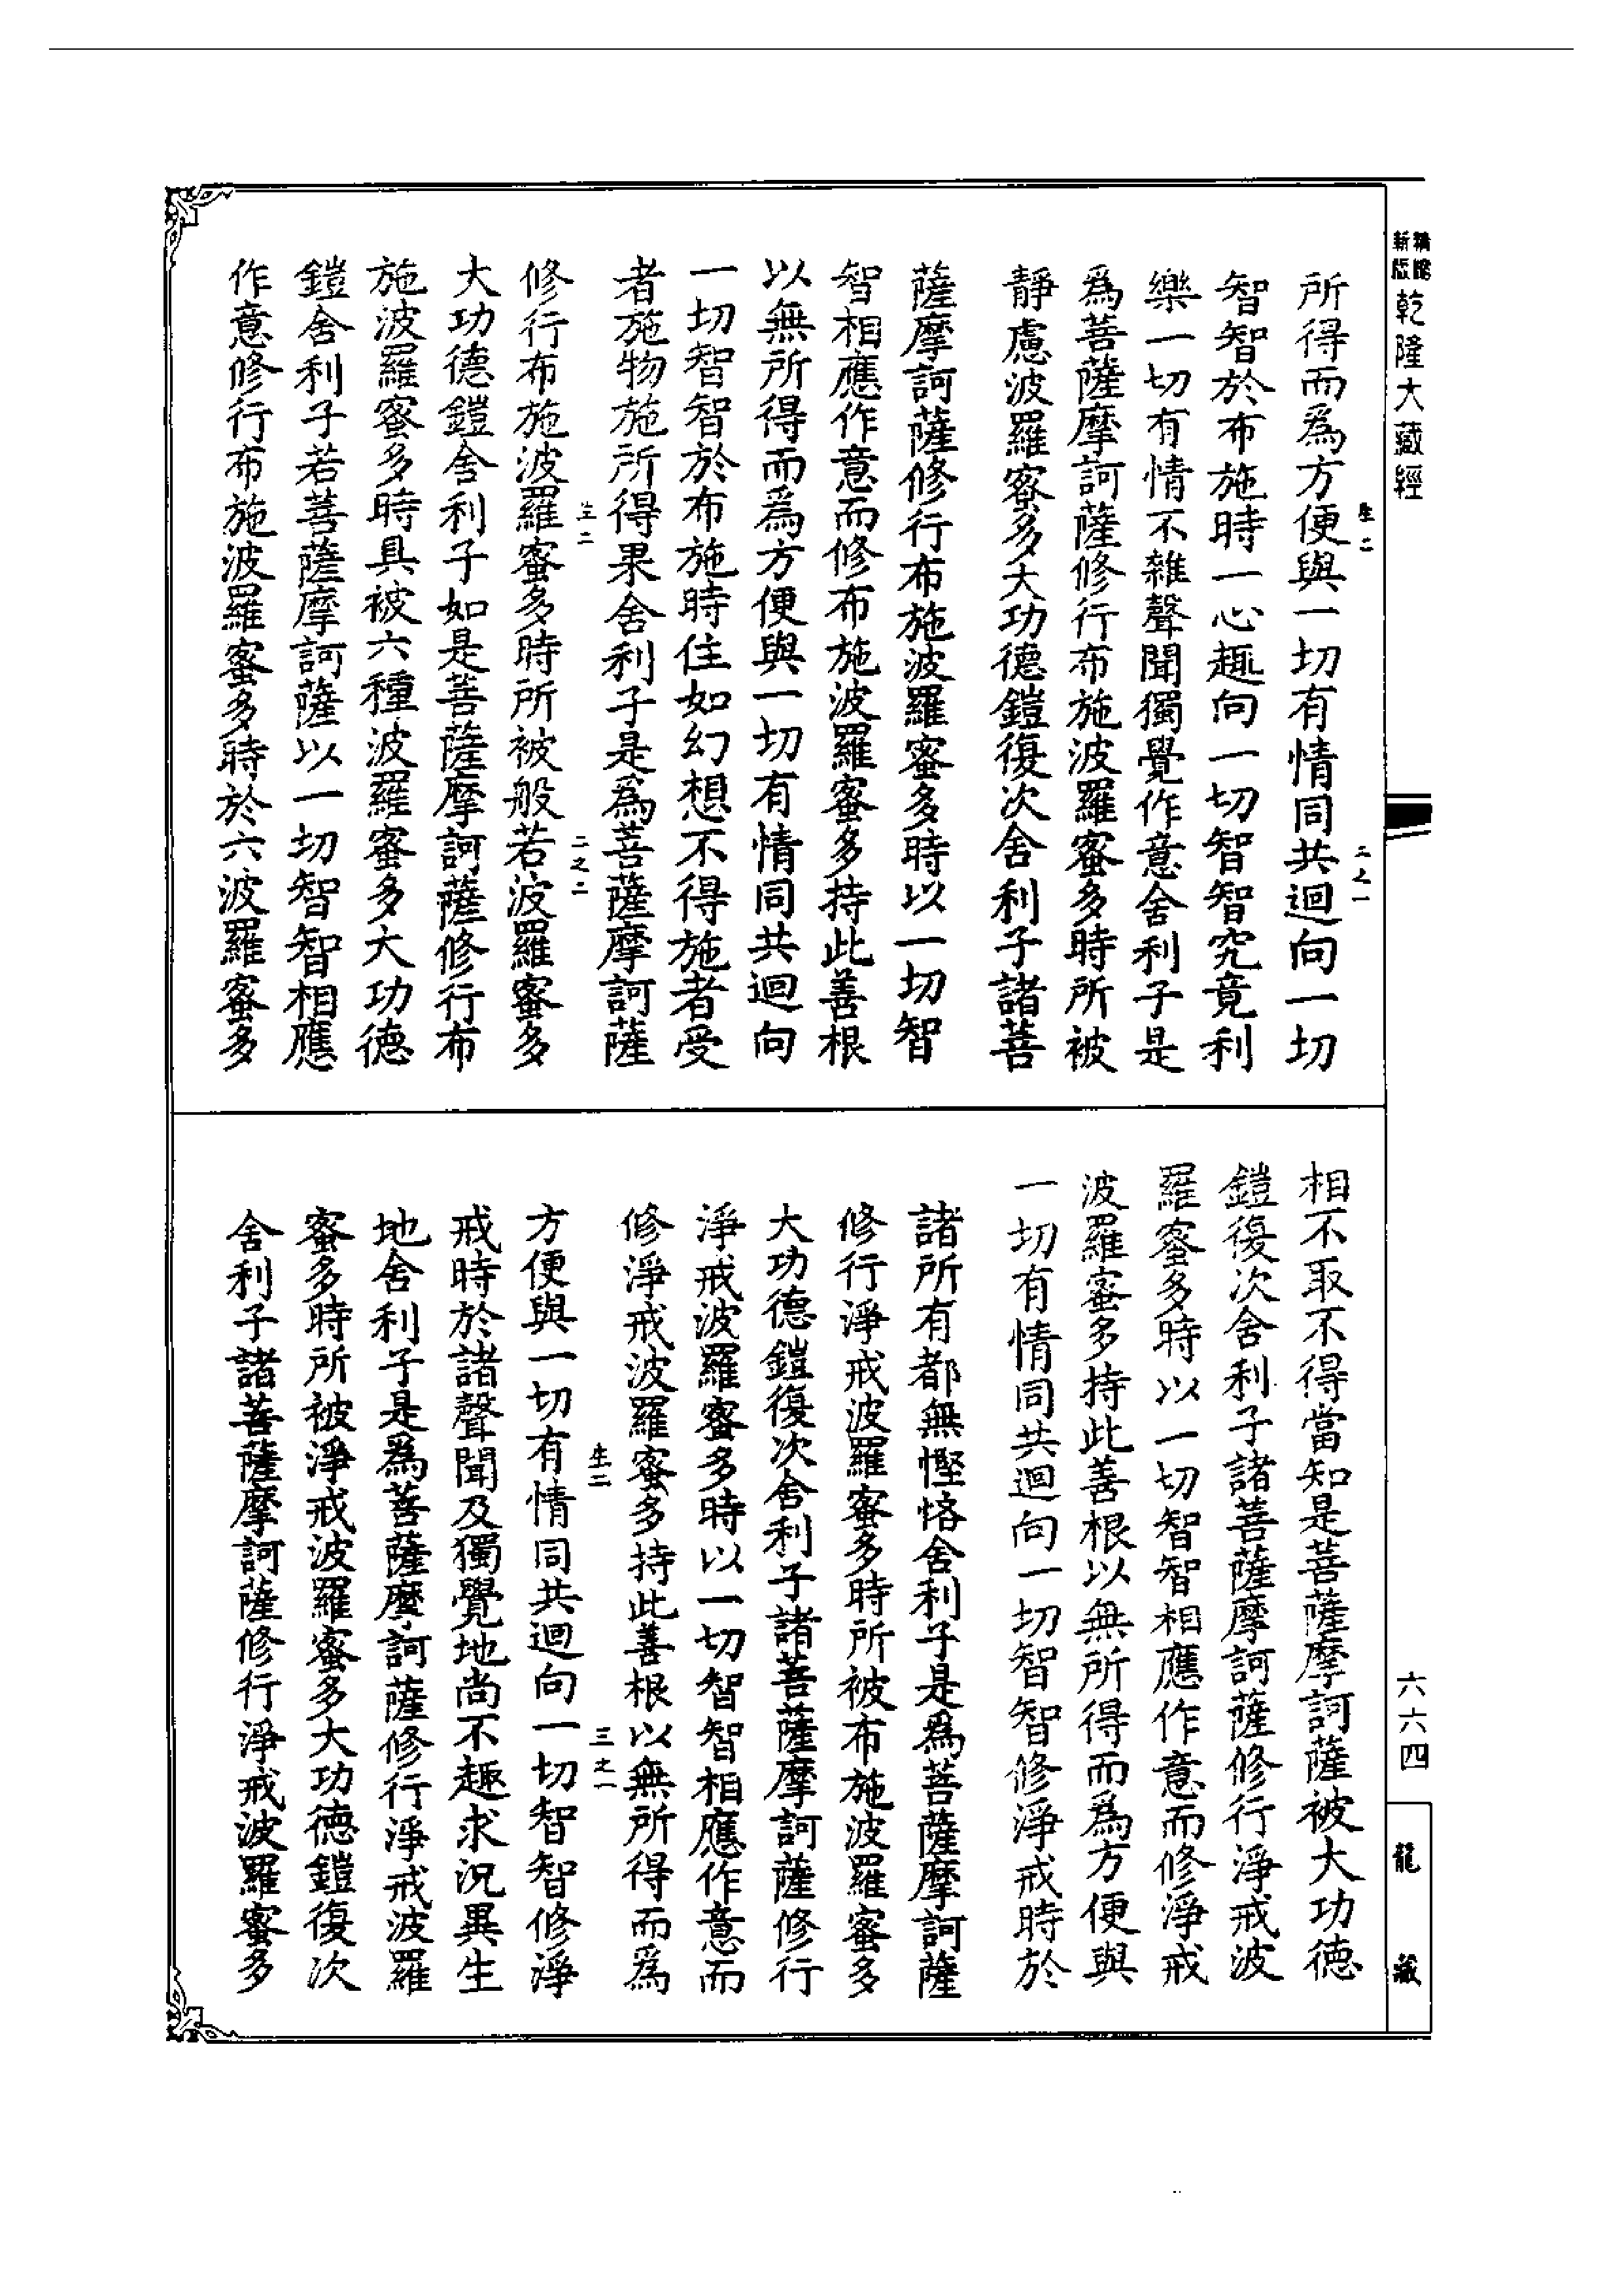 精縮
新版
乾隆大藏經
六六四
龍藏
生二
二之一
所得而為方便與一切有情同共迴向一切
智智於布施時一心趣向一切智智究竟利
樂一切有情不雜聲聞獨覺作意舍利子是
為菩薩摩訶薩修行布施波羅蜜多時所被
靜慮波羅蜜多大功德鎧復次舍利子諸菩
薩摩訶薩修行布施波羅蜜多時以一切智
智相應作意而修布施波羅蜜多持此善根
以無所得而為方便與一切有情同共迴向
一切智智於布施時住如幻想不得施者受
者施物施所得果舍利子是為菩薩摩訶薩
生二
二之二
修行布施波羅蜜多時所被般若波羅蜜多
大功德鎧舍利子如是菩薩摩訶薩修行布
施波羅蜜多時具被六種波羅蜜多大功德
鎧舍利子若菩薩摩訶薩以一切智智相應
作意修行布施波羅蜜多時於六波羅蜜多
相不取不得當知是菩薩摩訶薩被大功德
鎧復次舍利子諸菩薩摩訶薩修行淨戒波
羅蜜多時以一切智智相應作意而修淨戒
波羅蜜多持此善根以無所得而為方便與
一切有情同共迴向一切智智修淨戒時於
諸所有都無慳悋舍利子是為菩薩摩訶薩
修行淨戒波羅蜜多時所被布施波羅蜜多
大功德鎧復次舍利子諸菩薩摩訶薩修行
淨戒波羅蜜多時以一切智智相應作意而
修淨戒波羅蜜多持此善根以無所得而為
生二
三之一
方便與一切有情同共迴向一切智智修淨
戒時於諸聲聞及獨覺地尚不趣求況異生
地舍利子是為菩薩摩訶薩修行淨戒波羅
蜜多時所被淨戒波羅蜜多大功德鎧復次
舍利子諸菩薩摩訶薩修行淨戒波羅蜜多